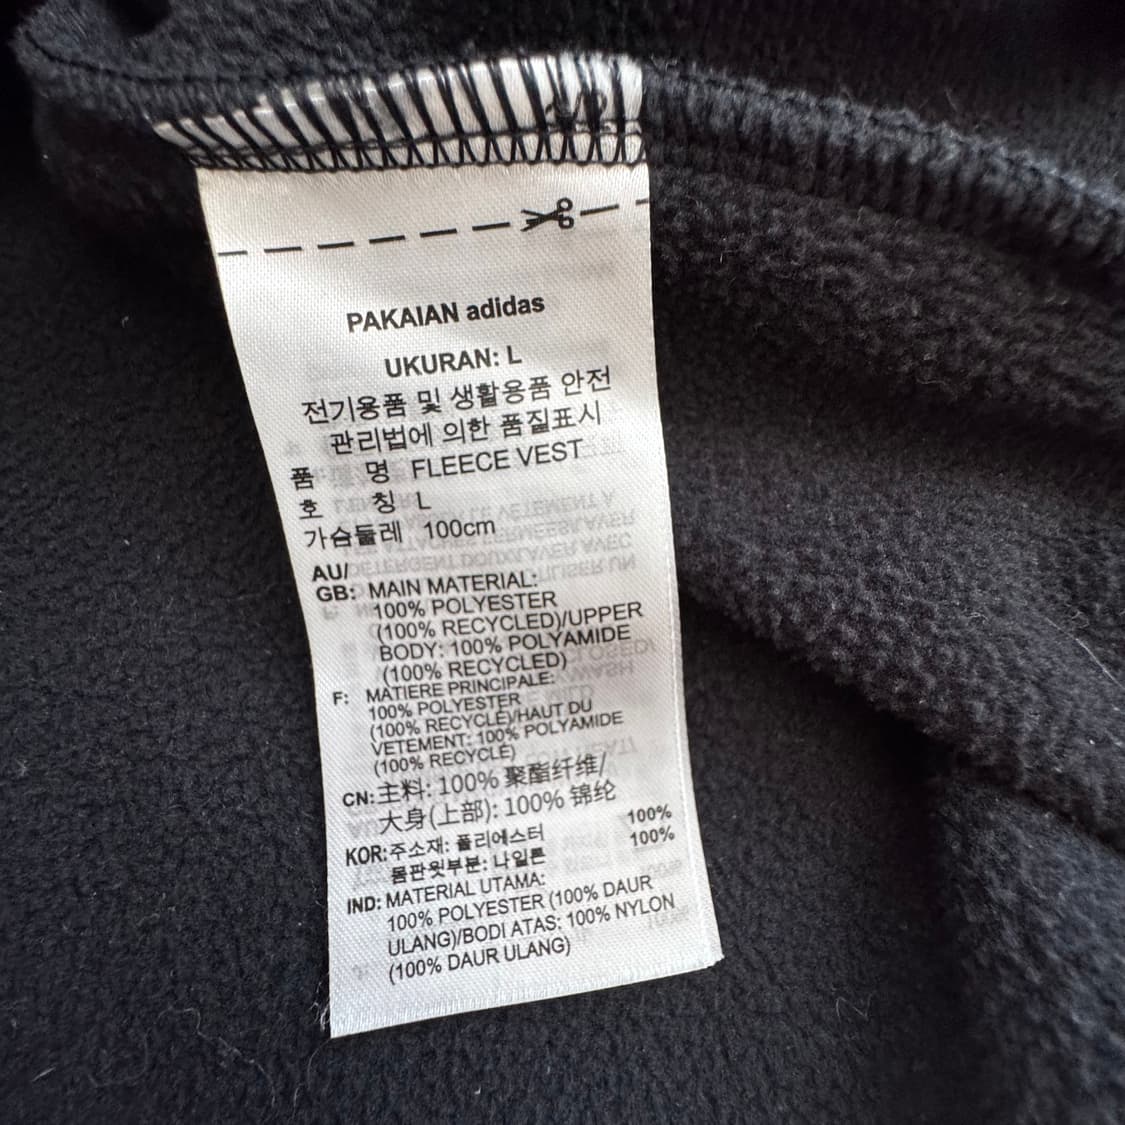 PAKAIAN adidas
UKURAN: L
전기용품 및 생활용품 안전
관리법에 의한 품질표시
품 명 FLEECE VEST
호 칭 L
가슴둘레 100cm
AU/
GB: MAIN MATERIAL:
100% POLYESTER
(100% RECYCLED)/UPPER
BODY: 100% POLYAMIDE
(100% RECYCLED)
F: MATIERE PRINCIPALE:
100% POLYESTER
(100% RECYCLÉ)/HAUT DU
VETEMENT: 100% POLYAMIDE
(100% RECYCLÉ)
CN: 主料: 100% 聚酯纤维/
大身(上部): 100% 锦纶
KOR: 주소재: 폴리에스터 100%
몸판윗부분: 나일론 100%
IND: MATERIAL UTAMA:
100% POLYESTER (100% DAUR
ULANG)/BODI ATAS: 100% NYLON
(100% DAUR ULANG)